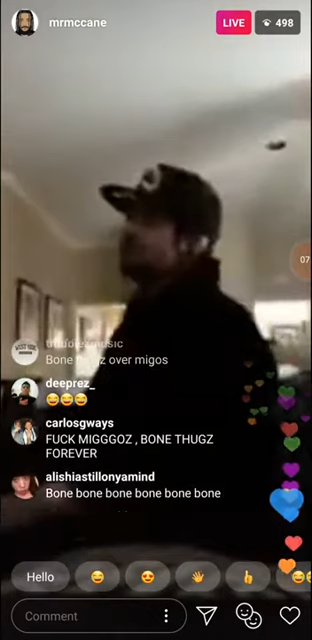 mrmccane
LIVE
498
07
Bone thugz over migos
deeprez_
😂😂😂
carlosgways
FUCK MIGGGOZ , BONE THUGZ
FOREVER
alishiastillonyamind
Bone bone bone bone bone bone
Hello
Comment